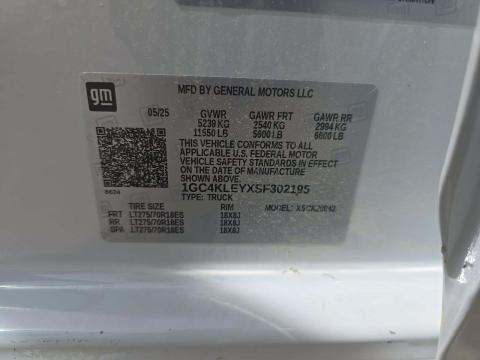 gm
MFD BY GENERAL MOTORS LLC
05/25 GVWR GAWR FRT GAWR RR
5239 KG 2540 KG 2994 KG
11550 LB 5600 LB 6600 LB
THIS VEHICLE CONFORMS TO ALL
APPLICABLE U.S. FEDERAL MOTOR
VEHICLE SAFETY STANDARDS IN EFFECT
ON THE DATE OF MANUFACTURE
SHOWN ABOVE.
1GC4KLEYXSF302195
TYPE: TRUCK
TIRE SIZE RIM MODEL:
FRT LT275/70R18ES 18X8J
RR LT275/70R18ES 18X8J
SPA LT275/70R18ES 18X8J